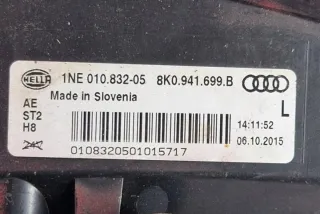 HELLA 1NE 010.832-05 8K0.941.699.B
AE Made in Slovenia L
ST2
H8 14:11:52
06.10.2015
0108320501015717